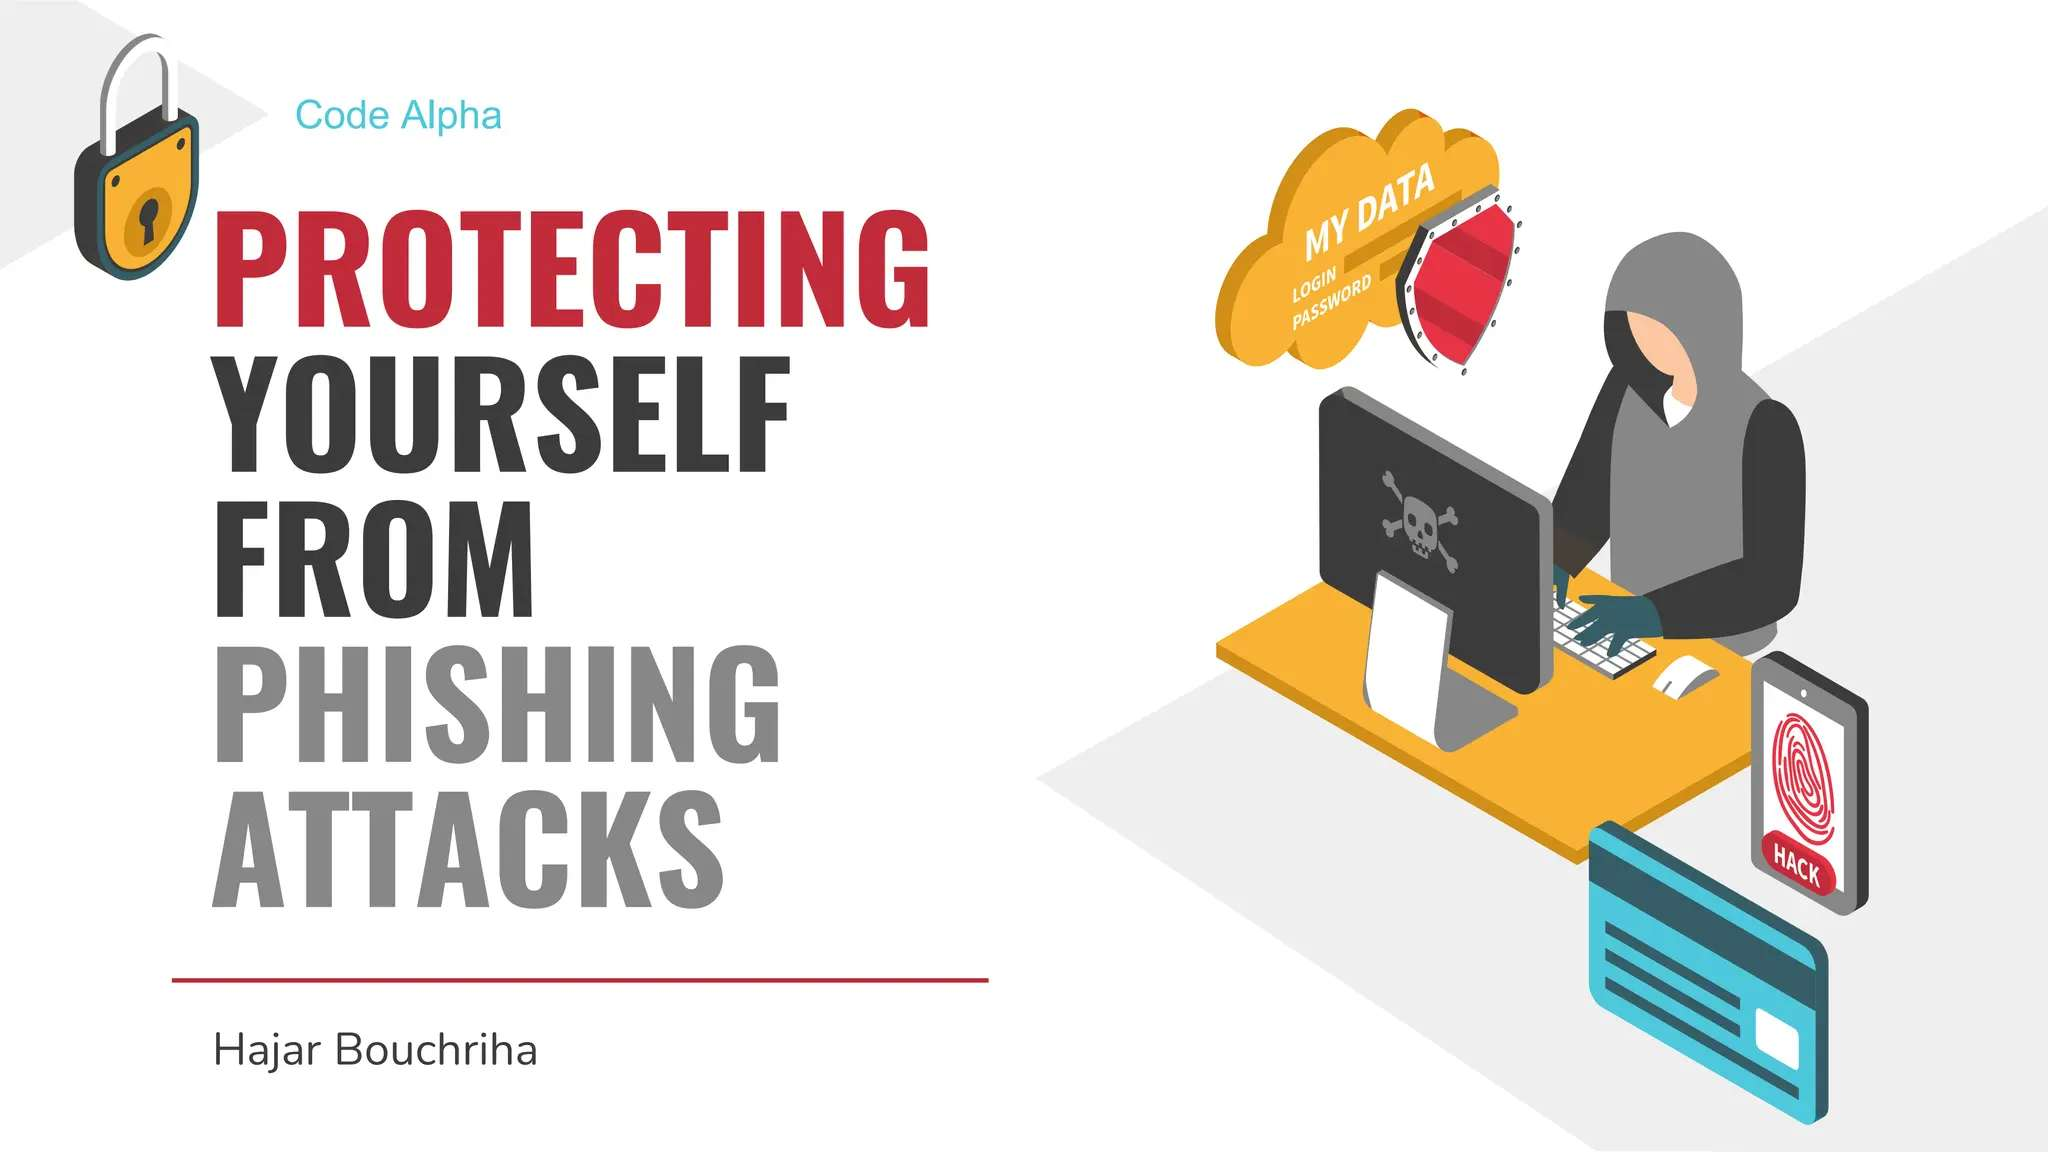 Code Alpha
PROTECTING
YOURSELF
FROM
PHISHING
ATTACKS
Hajar Bouchriha
MY DATA
LOGIN
PASSWORD
HACK